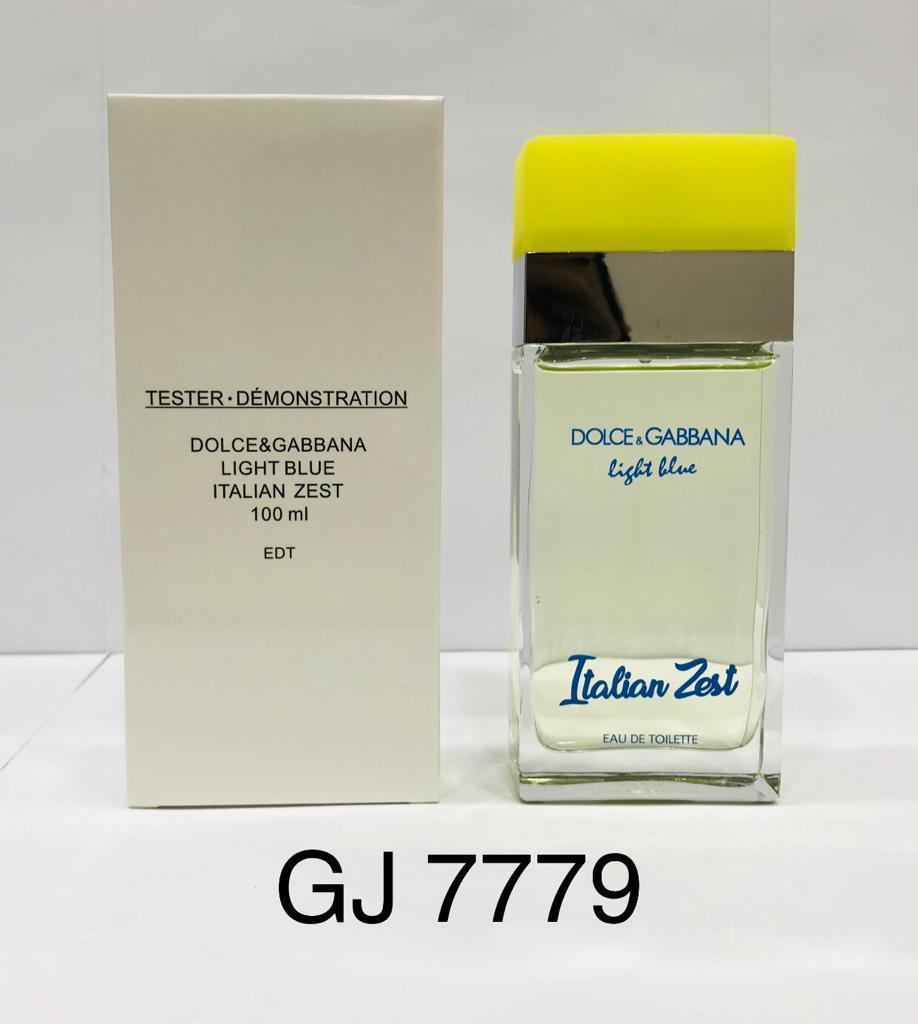 TESTER • DÉMONSTRATION
DOLCE&GABBANA
LIGHT BLUE
ITALIAN ZEST
100 ml
EDT
DOLCE & GABBANA
light blue
Italian Zest
EAU DE TOILETTE
GJ 7779